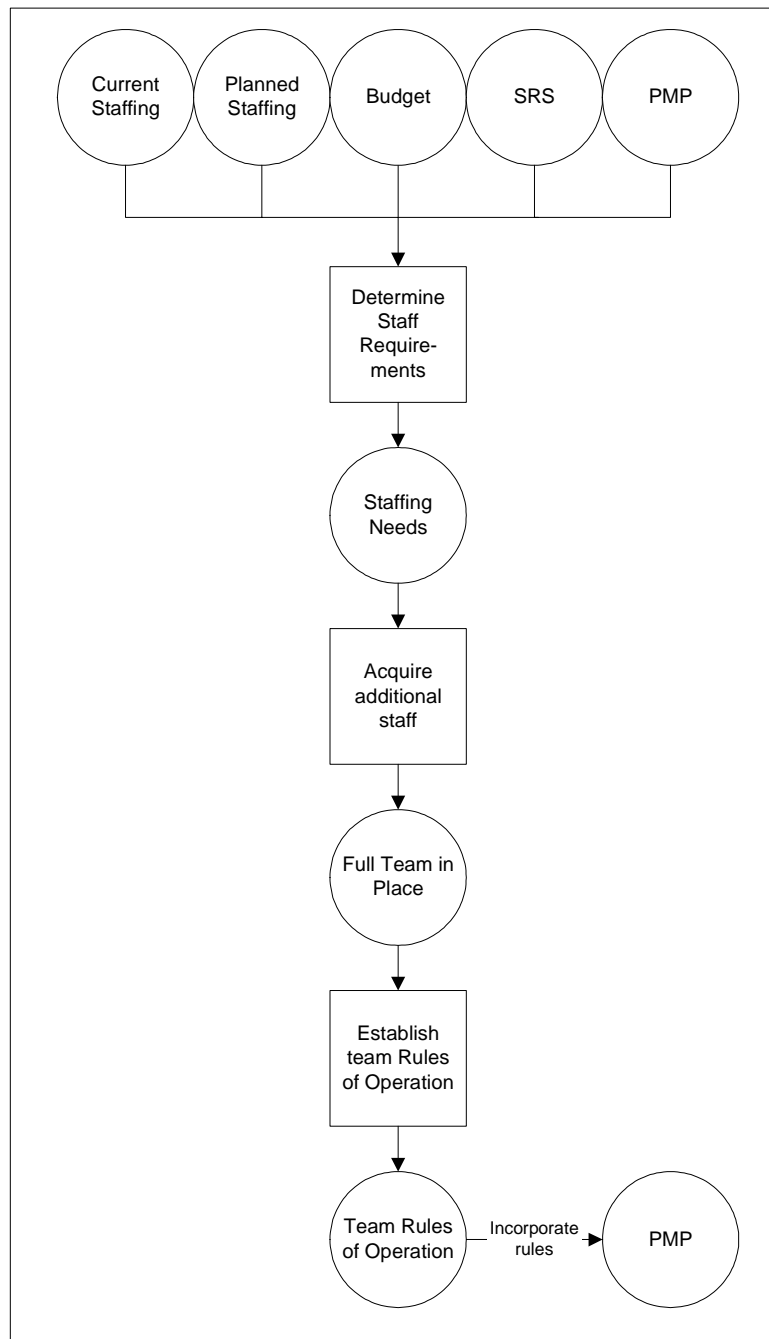 Current
Staffing
Planned
Staffing
Budget
SRS
PMP
Determine
Staff
Require-
ments
Staffing
Needs
Acquire
additional
staff
Full Team in
Place
Establish
team Rules
of Operation
Team Rules
of Operation
Incorporate
rules
PMP